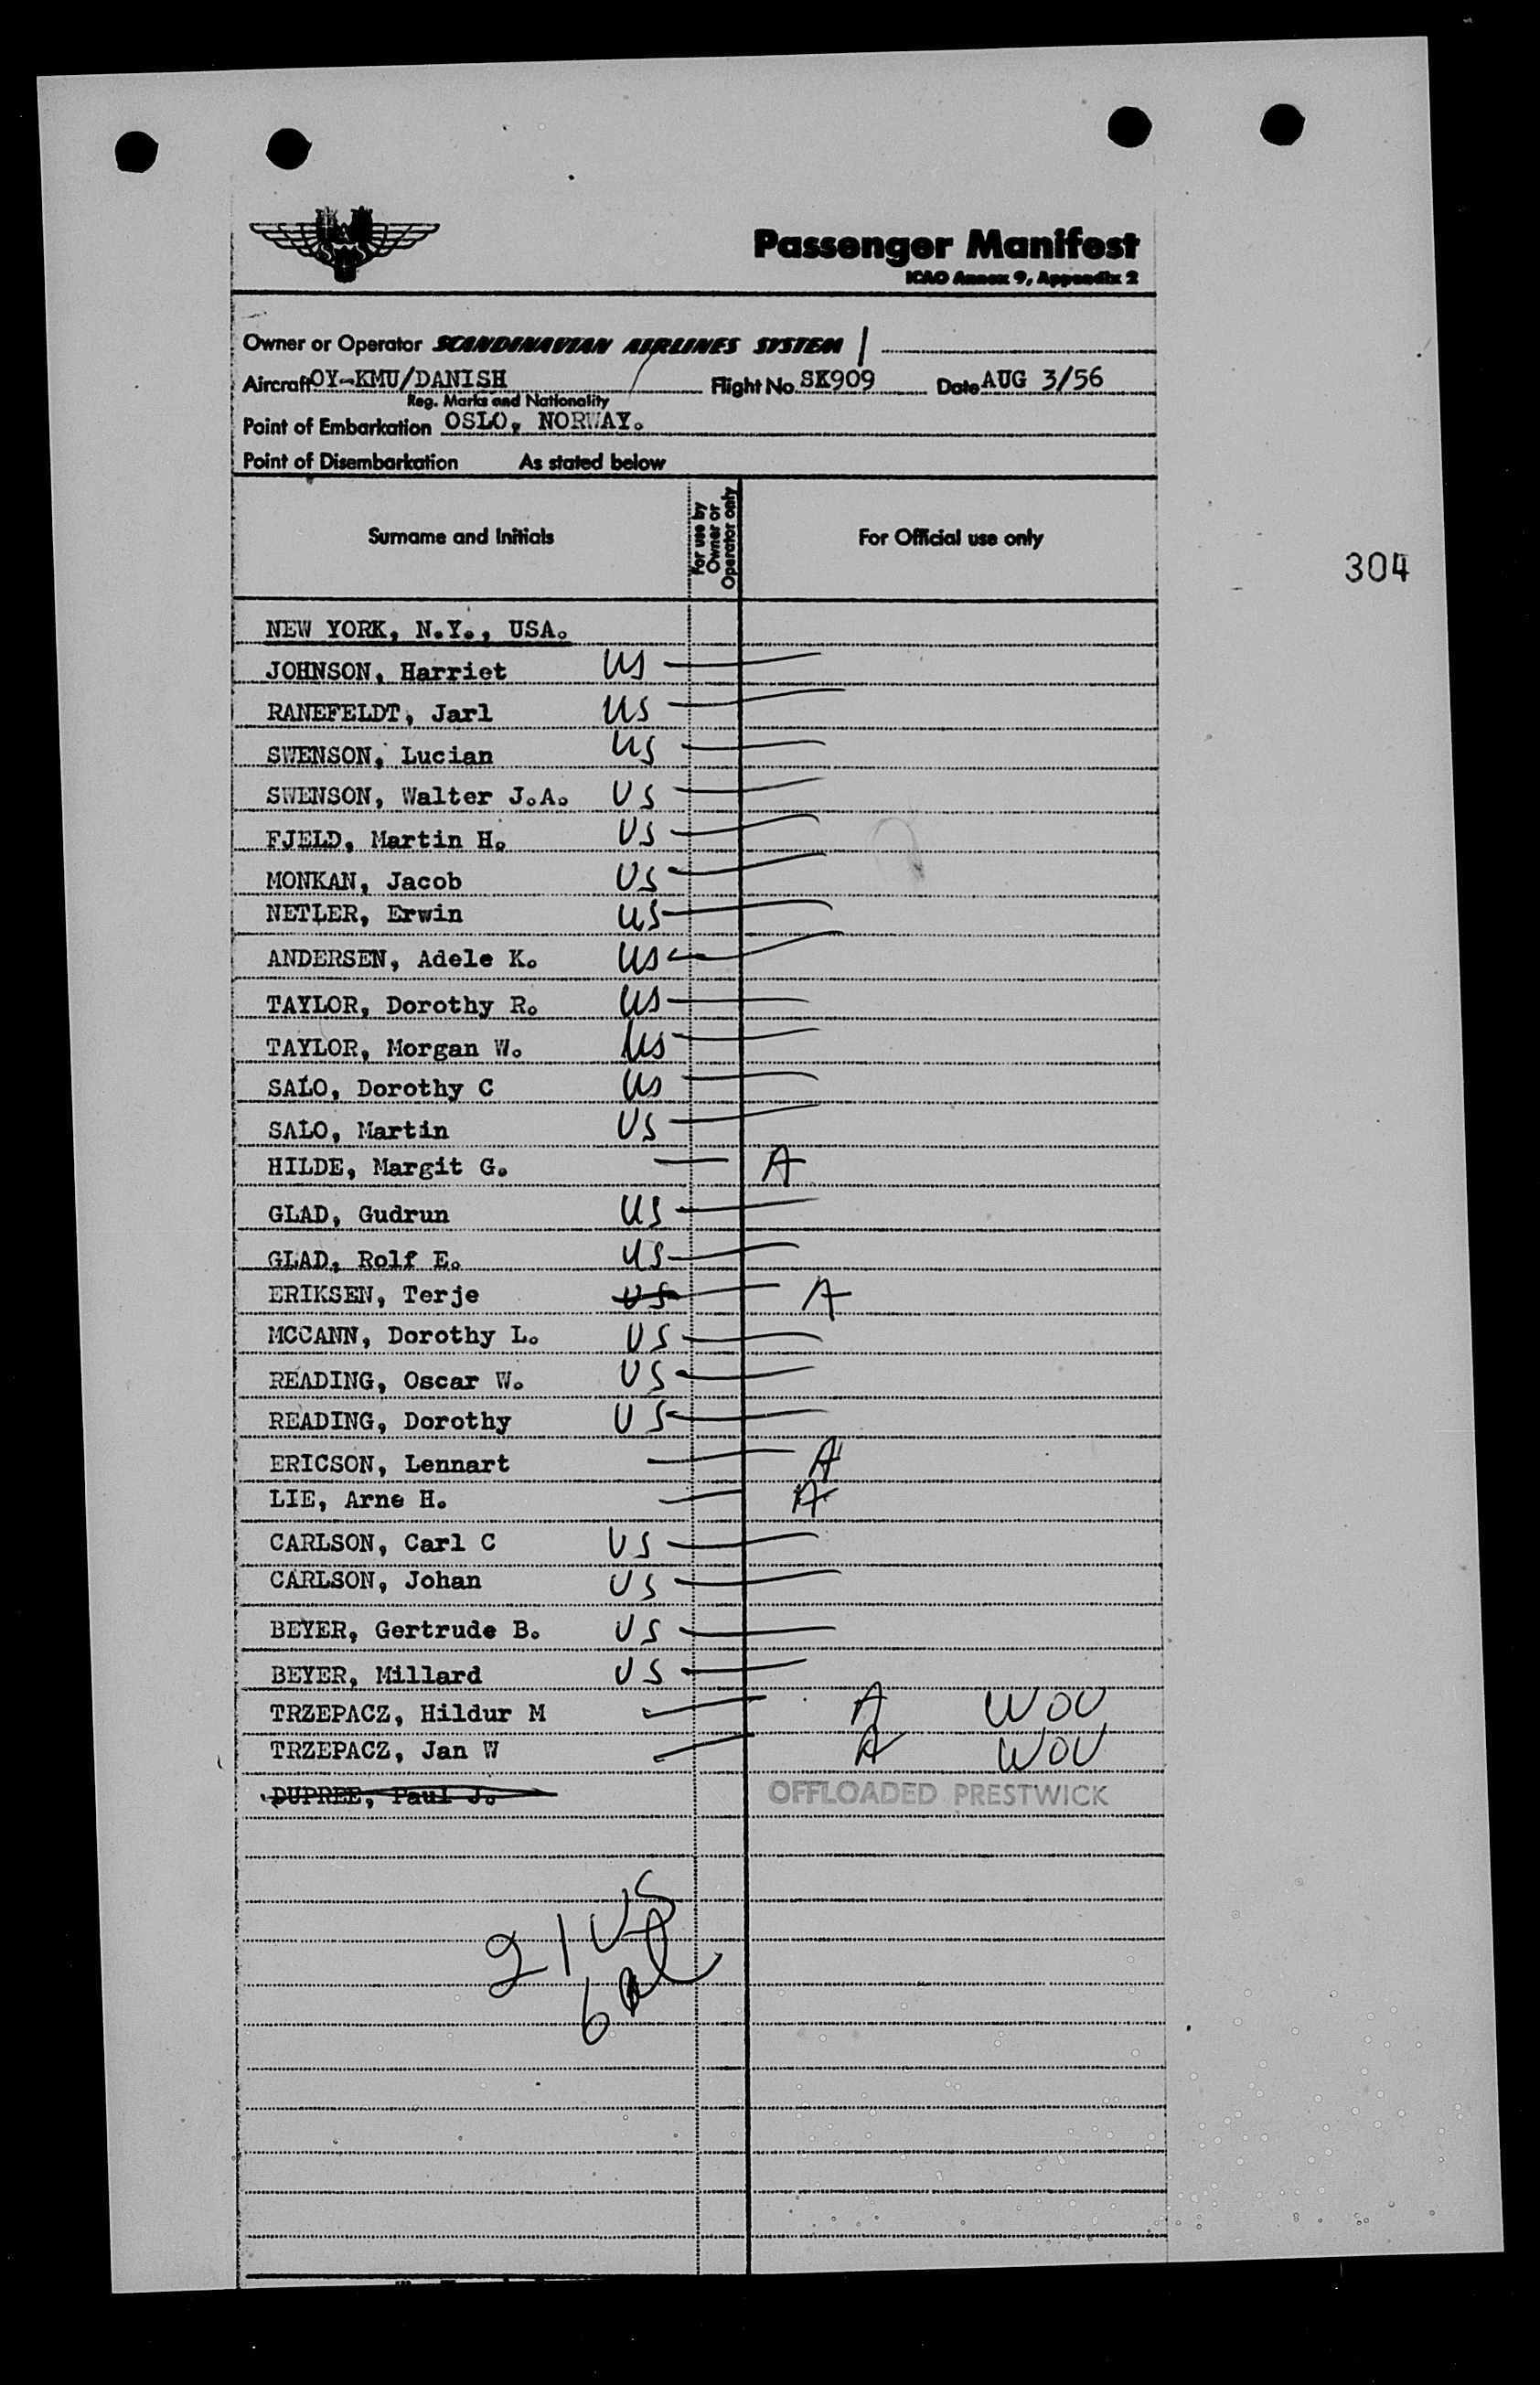 Passenger Manifest
ICAO Annex 9, Appendix 2
Owner or Operator SCANDINAVIAN AIRLINES SYSTEM
Aircraft OY-KMU/DANISH Flight No. SK909 Date AUG 3/56
Reg. Marks and Nationality
Point of Embarkation OSLO, NORWAY.
Point of Disembarkation As stated below
Surname and Initials For use by Owner or Operator only For Official use only
304
NEW YORK, N.Y., USA.
JOHNSON, Harriet US
RANEFELDT, Jarl US
SWENSON, Lucian US
SWENSON, Walter J.A. US
FJELD, Martin H. US
MONKAN, Jacob US
NETLER, Erwin US
ANDERSEN, Adele K. US
TAYLOR, Dorothy R. US
TAYLOR, Morgan W. US
SALO, Dorothy C US
SALO, Martin US
HILDE, Margit G. A
GLAD, Gudrun US
GLAD, Rolf E. US
ERIKSEN, Terje US A
MCCANN, Dorothy L. US
READING, Oscar W. US
READING, Dorothy US
ERICSON, Lennart A
LIE, Arne H. A
CARLSON, Carl C US
CARLSON, Johan US
BEYER, Gertrude B. US
BEYER, Millard US
TRZEPACZ, Hildur M A WOV
TRZEPACZ, Jan W A WOV
DUPREE, Paul J. OFFLOADED PRESTWICK
21 US
6